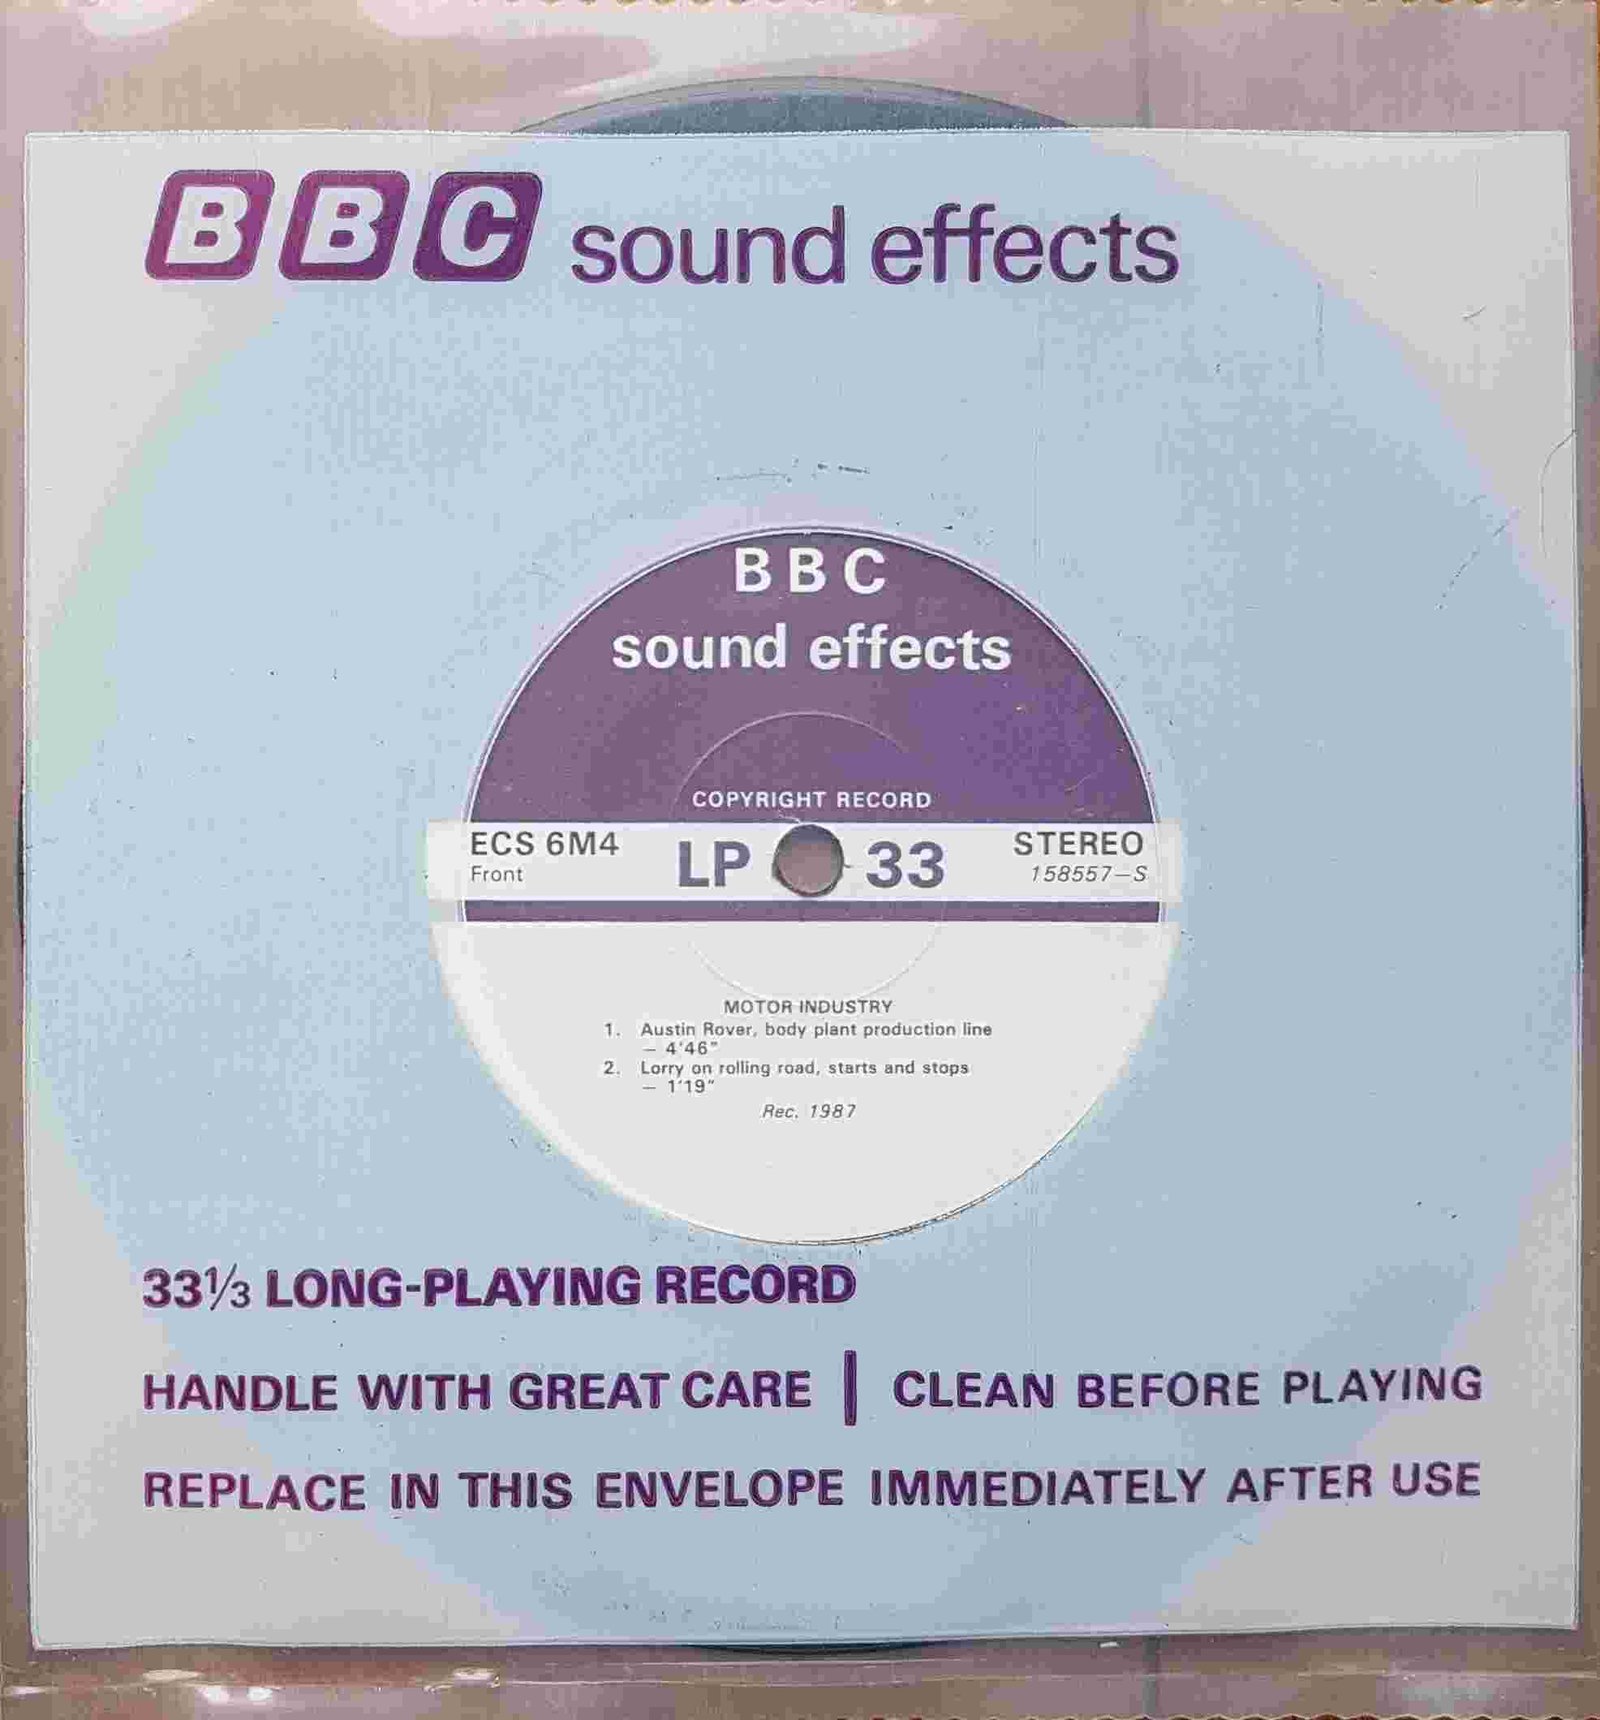 BBC sound effects
BBC
sound effects
COPYRIGHT RECORD
ECS 6M4
Front
LP 33
STEREO
158557-S
MOTOR INDUSTRY
1. Austin Rover, body plant production line
— 4'46"
2. Lorry on rolling road, starts and stops
— 1'19"
Rec. 1987
33⅓ LONG-PLAYING RECORD
HANDLE WITH GREAT CARE | CLEAN BEFORE PLAYING
REPLACE IN THIS ENVELOPE IMMEDIATELY AFTER USE